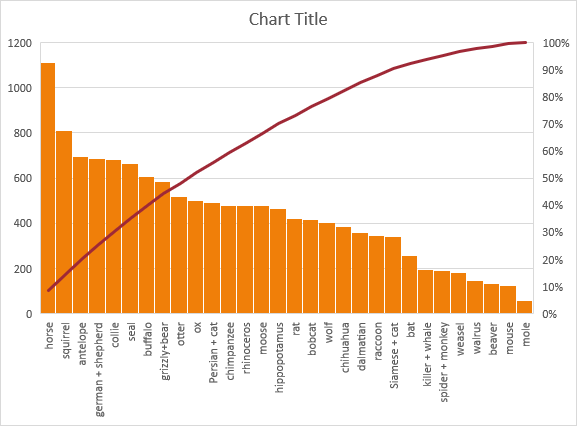 Chart Title
1200
1000
800
600
400
200
0
100%
90%
80%
70%
60%
50%
40%
30%
20%
10%
0%
horse
squirrel
antelope
german + shepherd
collie
seal
buffalo
grizzly+bear
otter
ox
Persian + cat
chimpanzee
rhinoceros
moose
hippopotamus
rat
bobcat
wolf
chihuahua
dalmatian
raccoon
Siamese + cat
bat
killer + whale
spider + monkey
weasel
walrus
beaver
mouse
mole